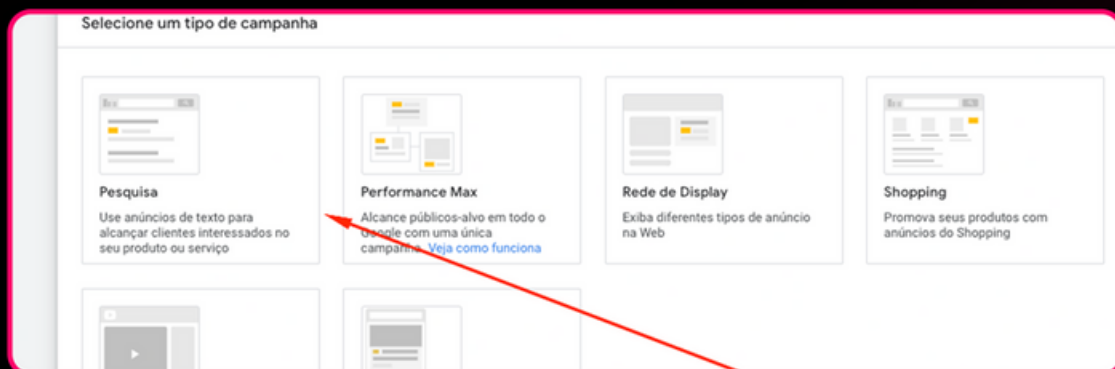 Selecione um tipo de campanha
Pesquisa
Use anúncios de texto para
alcançar clientes interessados no
seu produto ou serviço
Performance Max
Alcance públicos-alvo em todo o
Google com uma única
campanha. Veja como funciona
Rede de Display
Exiba diferentes tipos de anúncio
na Web
Shopping
Promova seus produtos com
anúncios do Shopping